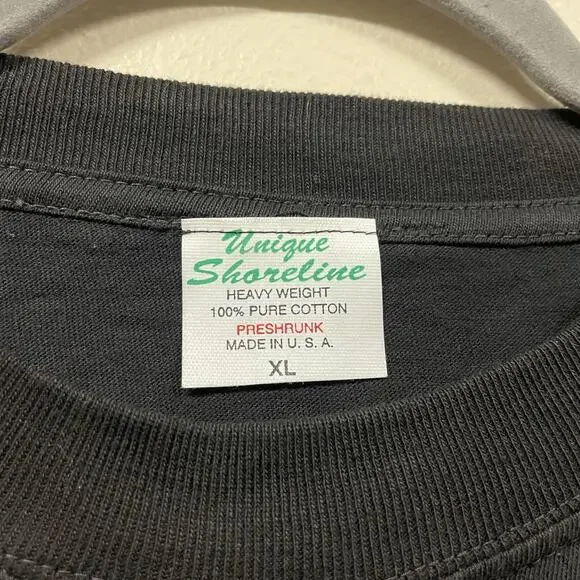 Unique
Shoreline
HEAVY WEIGHT
100% PURE COTTON
PRESHRUNK
MADE IN U. S. A.
XL